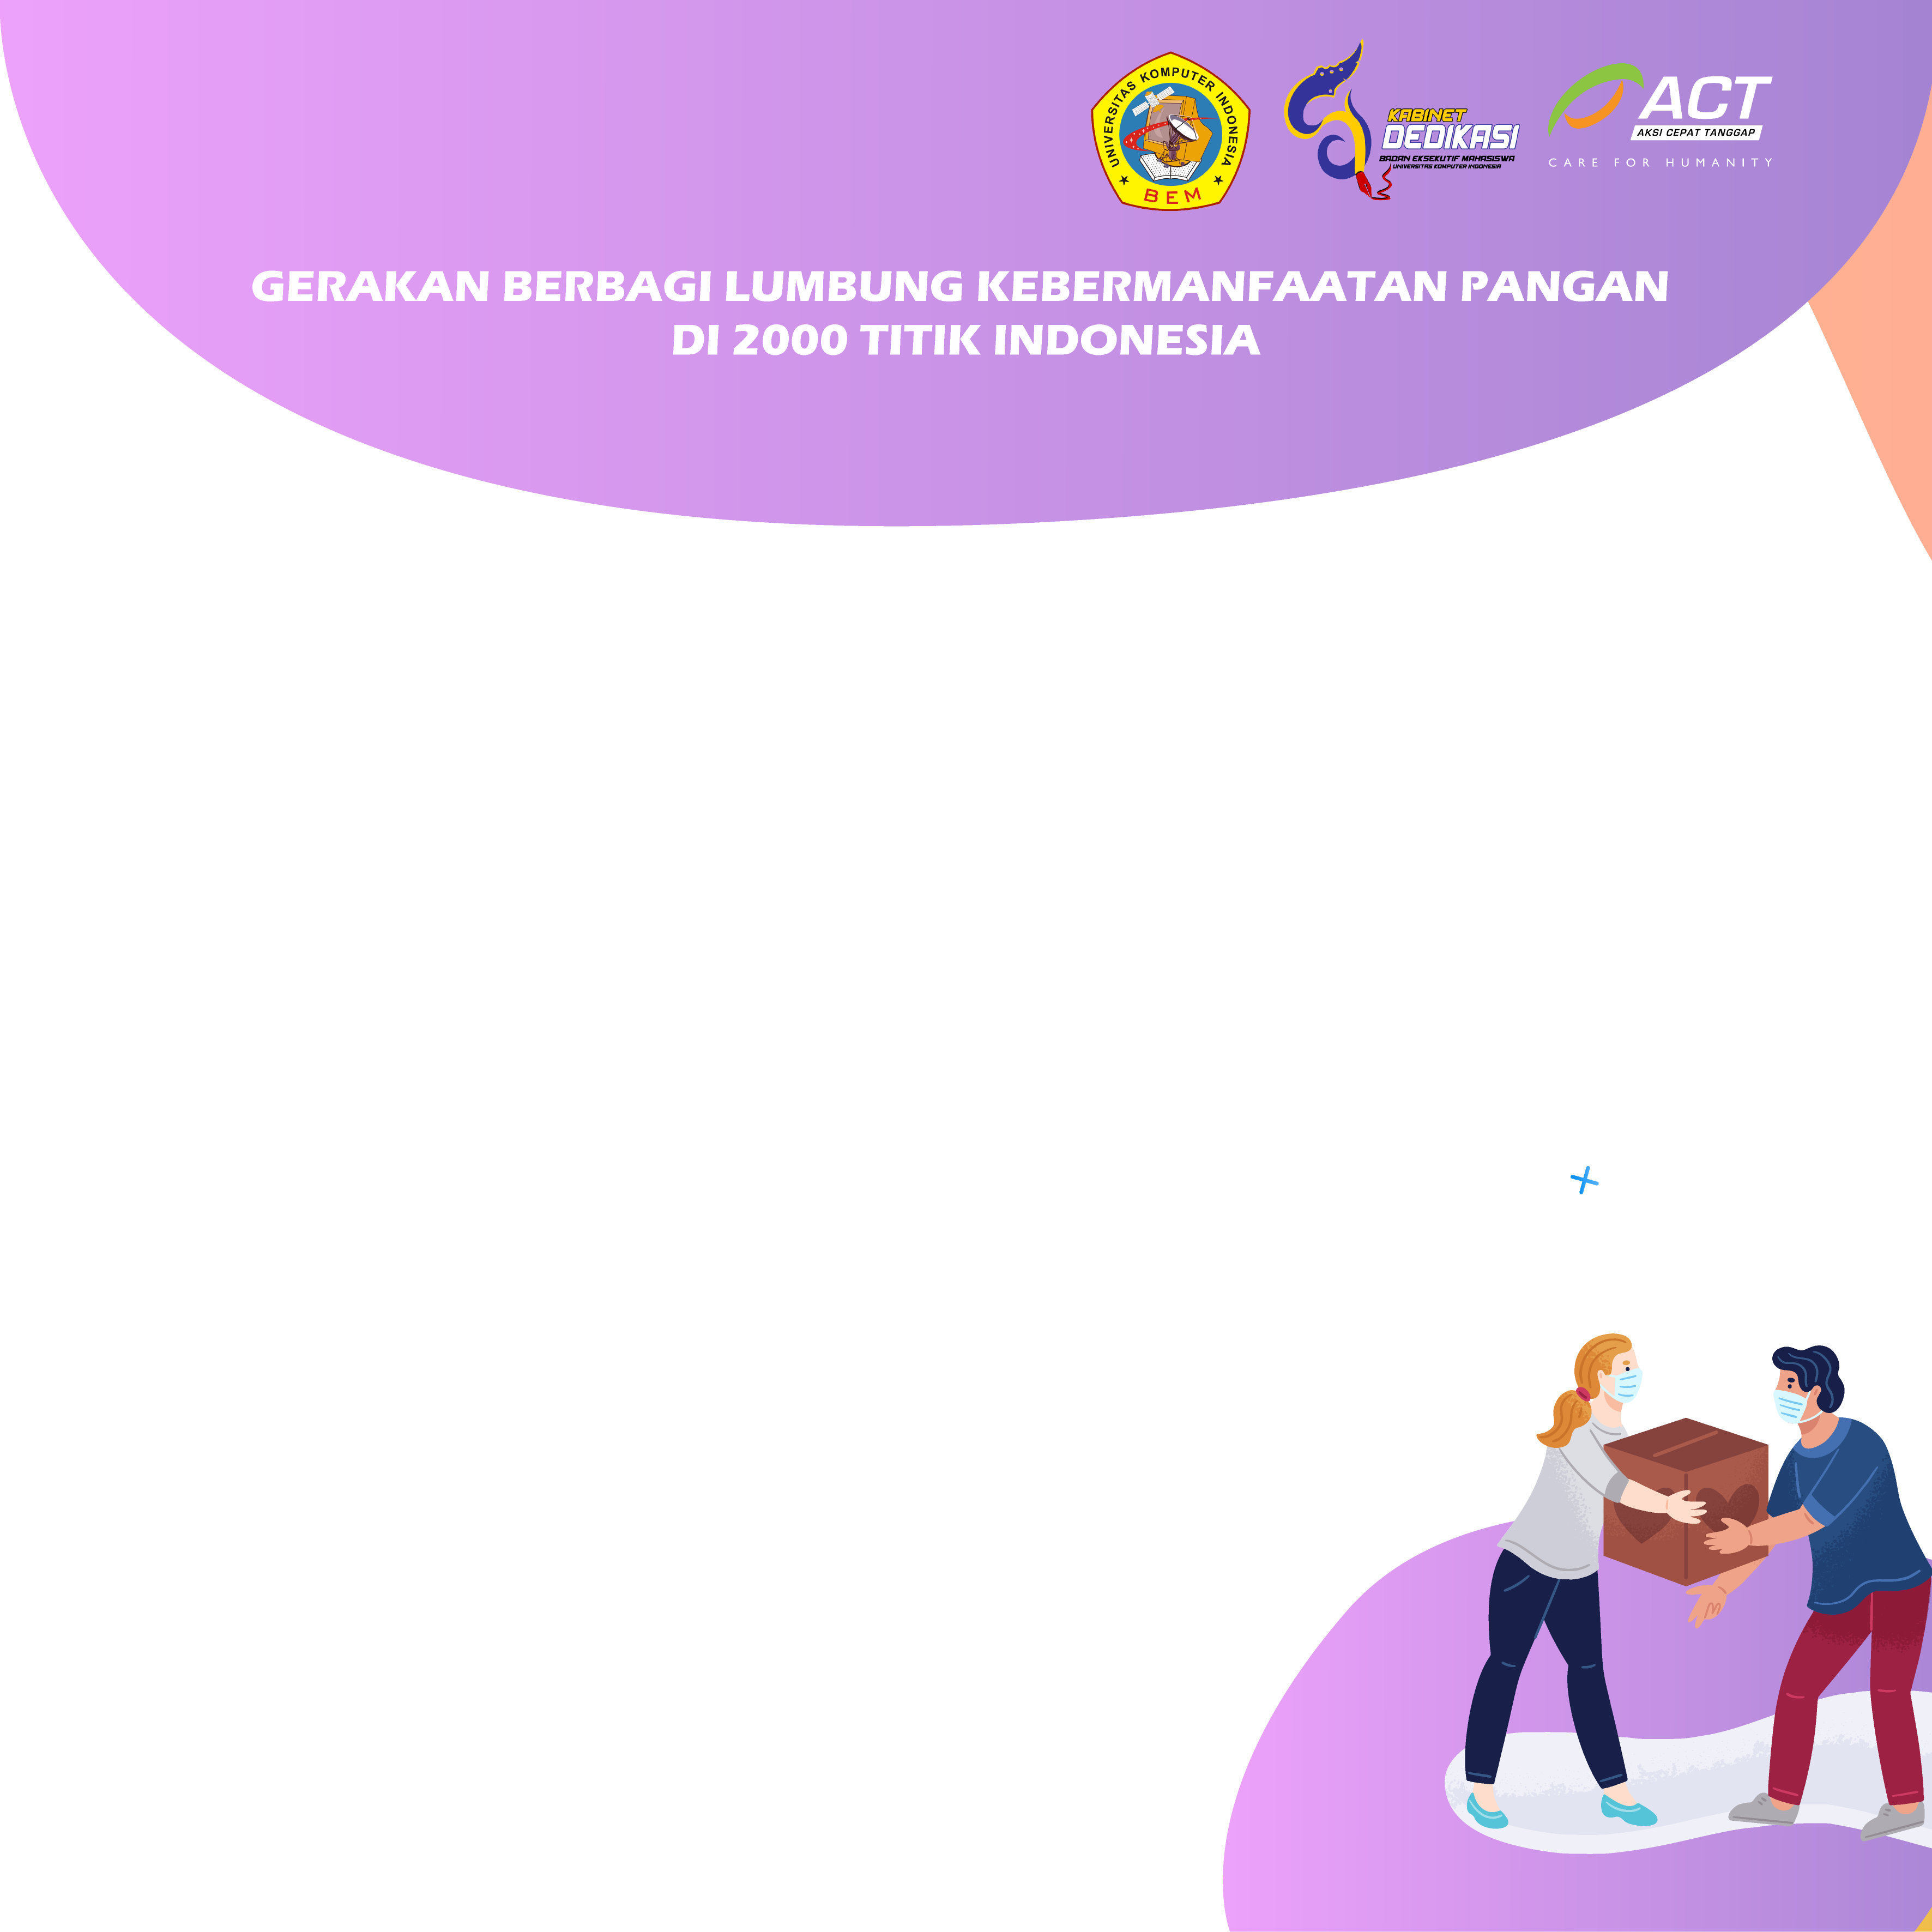 UNIVERSITAS KOMPUTER INDONESIA
BEM
KABINET
DEDIKASI
BADAN EKSEKUTIF MAHASISWA
UNIVERSITAS KOMPUTER INDONESIA
ACT
AKSI CEPAT TANGGAP
CARE FOR HUMANITY
GERAKAN BERBAGI LUMBUNG KEBERMANFAATAN PANGAN
DI 2000 TITIK INDONESIA